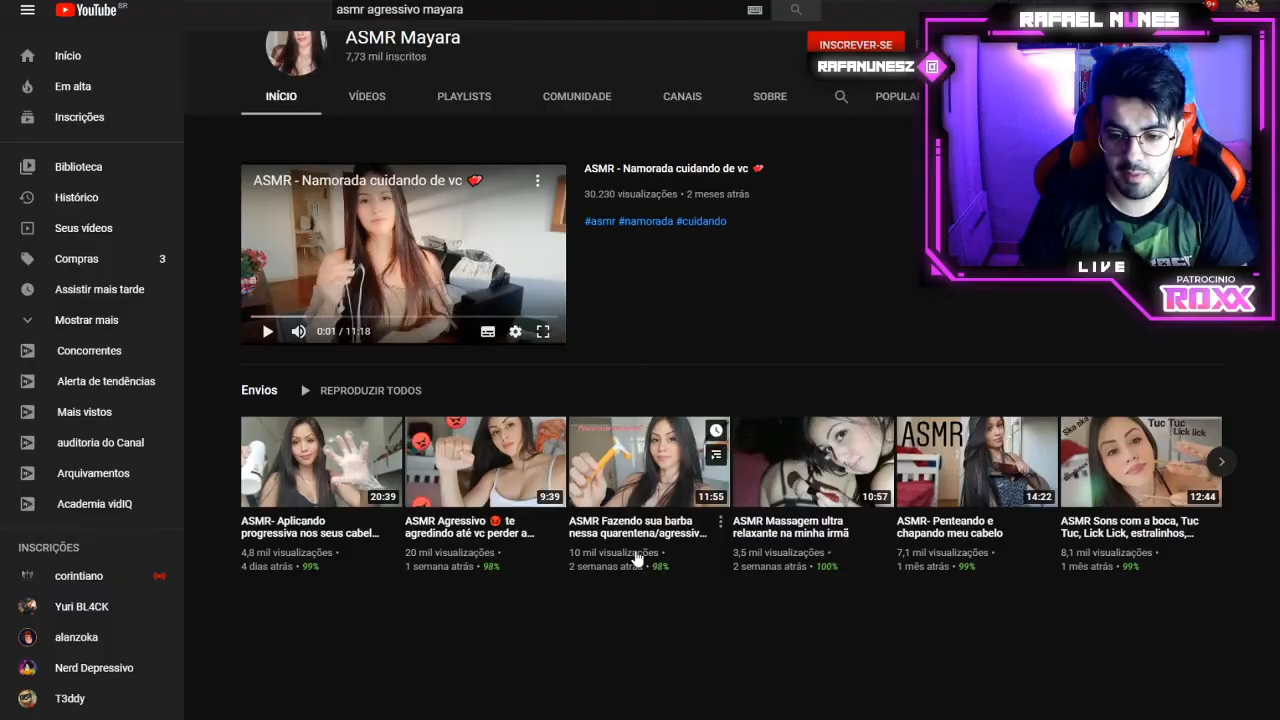 YouTube BR
asmr agressivo mayara
9+
RAFAEL NUNES
RAFANUNESZ
LIVE
PATROCINIO
ROXX
Início
Em alta
Inscrições
Biblioteca
Histórico
Seus vídeos
Compras 3
Assistir mais tarde
Mostrar mais
Concorrentes
Alerta de tendências
Mais vistos
auditoria do Canal
Arquivamentos
Academia vidIQ
INSCRIÇÕES
corintiano
Yuri BL4CK
alanzoka
Nerd Depressivo
T3ddy
ASMR Mayara
7,73 mil inscritos
INSCREVER-SE
INÍCIO VÍDEOS PLAYLISTS COMUNIDADE CANAIS SOBRE POPULA
ASMR - Namorada cuidando de vc
0:01 / 11:18
ASMR - Namorada cuidando de vc
30.230 visualizações • 2 meses atrás
#asmr #namorada #cuidando
Envios REPRODUZIR TODOS
20:39
ASMR- Aplicando
progressiva nos seus cabel...
4,8 mil visualizações •
4 dias atrás • 99%
9:39
ASMR Agressivo te
agredindo até vc perder a...
20 mil visualizações •
1 semana atrás • 98%
11:55
ASMR Fazendo sua barba
nessa quarentena/agressiv...
10 mil visualizações •
2 semanas atrás • 98%
10:57
ASMR Massagem ultra
relaxante na minha irmã
3,5 mil visualizações •
2 semanas atrás • 100%
ASMR
14:22
ASMR- Penteando e
chapando meu cabelo
7,1 mil visualizações •
1 mês atrás • 99%
Ska ska
Tuc Tuc
Lick lick
12:44
ASMR Sons com a boca, Tuc
Tuc, Lick Lick, estralinhos,...
8,1 mil visualizações •
1 mês atrás • 99%